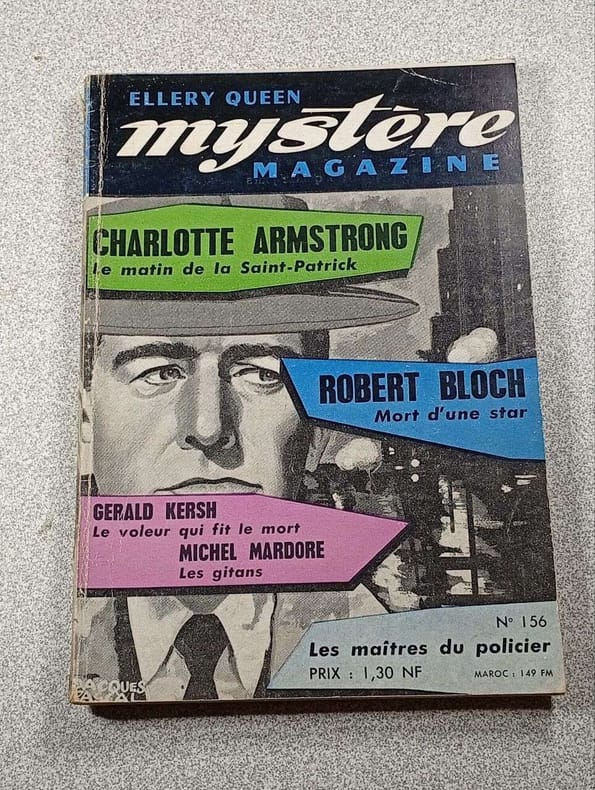 ELLERY QUEEN
mystère
MAGAZINE
CHARLOTTE ARMSTRONG
Le matin de la Saint-Patrick
ROBERT BLOCH
Mort d'une star
GERALD KERSH
Le voleur qui fit le mort
MICHEL MARDORE
Les gitans
N° 156
Les maîtres du policier
PRIX : 1,30 NF
MAROC : 149 FM
JACQUES